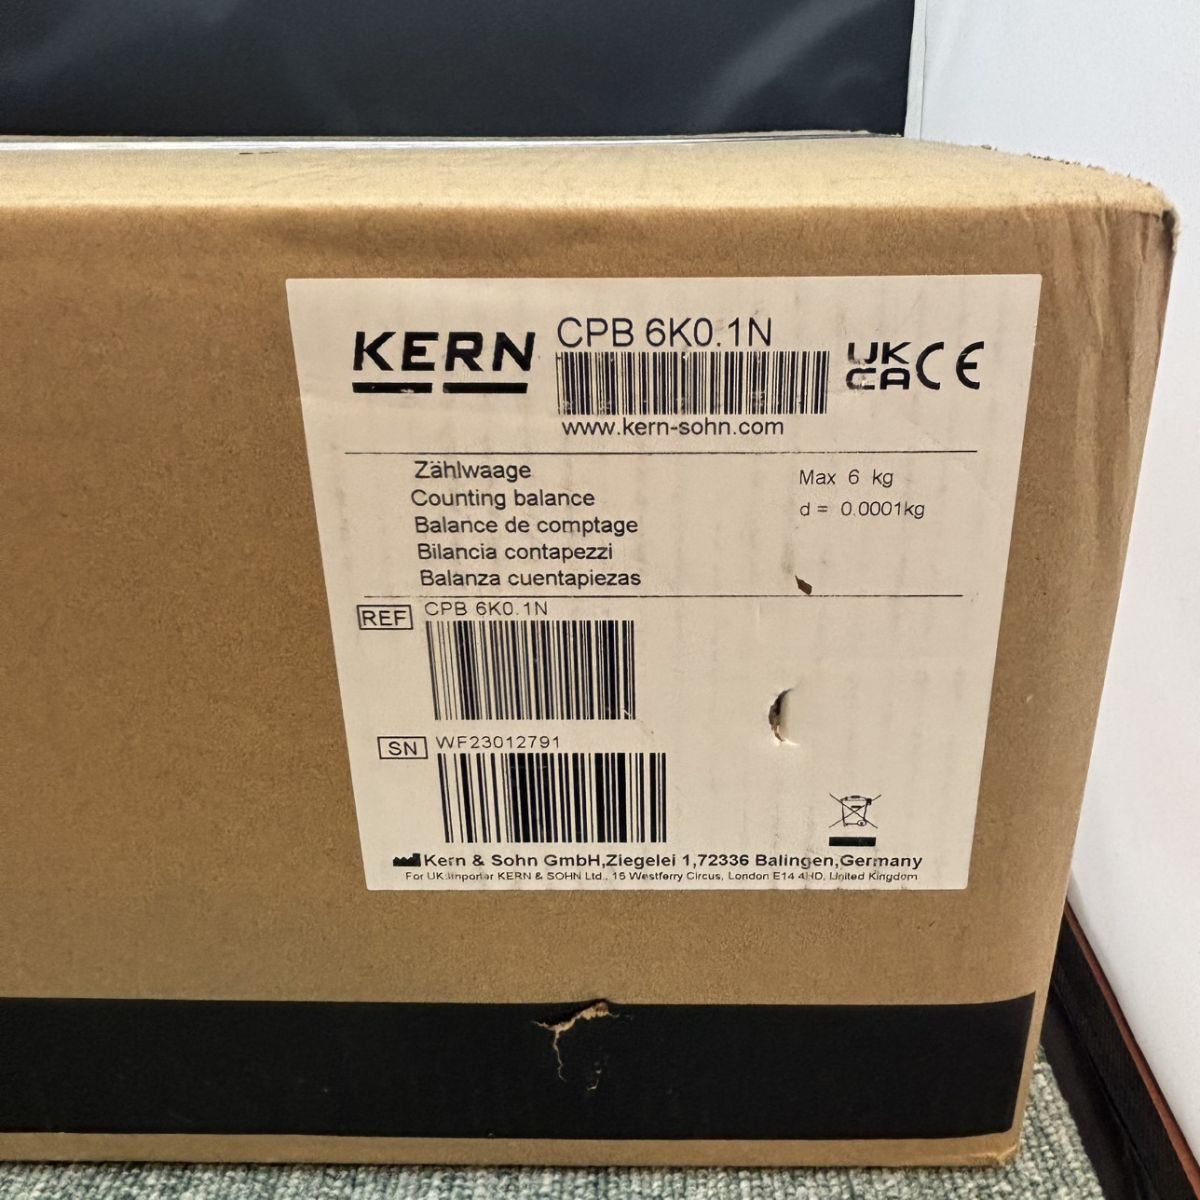 KERN
CPB 6K0.1N
UK
CA CE
www.kern-sohn.com
Zählwaage
Counting balance
Balance de comptage
Bilancia contapezzi
Balanza cuentapiezas
Max 6 kg
d = 0.0001kg
REF CPB 6K0.1N
SN WF23012791
Kern & Sohn GmbH,Ziegelei 1,72336 Balingen,Germany
For UK:Importer KERN & SOHN Ltd., 15 Westferry Circus, London E14 4HD, United Kingdom